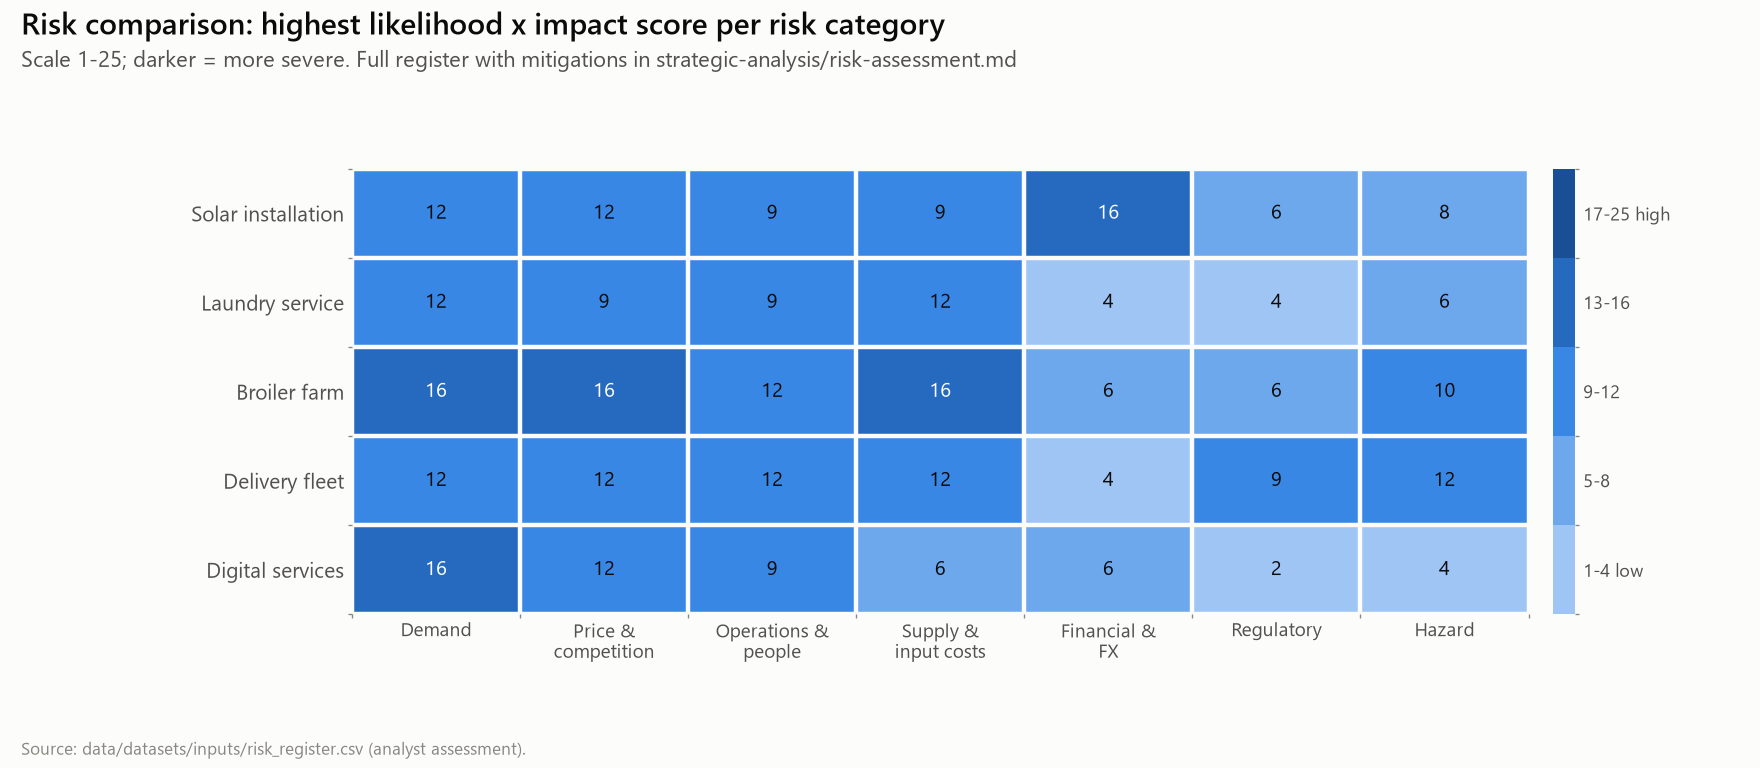 Risk comparison: highest likelihood x impact score per risk category
Scale 1-25; darker = more severe. Full register with mitigations in strategic-analysis/risk-assessment.md
Solar installation 12 12 9 9 16 6 8
Laundry service 12 9 9 12 4 4 6
Broiler farm 16 16 12 16 6 6 10
Delivery fleet 12 12 12 12 4 9 12
Digital services 16 12 9 6 6 2 4
17-25 high
13-16
9-12
5-8
1-4 low
Demand
Price &
competition
Operations &
people
Supply &
input costs
Financial &
FX
Regulatory
Hazard
Source: data/datasets/inputs/risk_register.csv (analyst assessment).